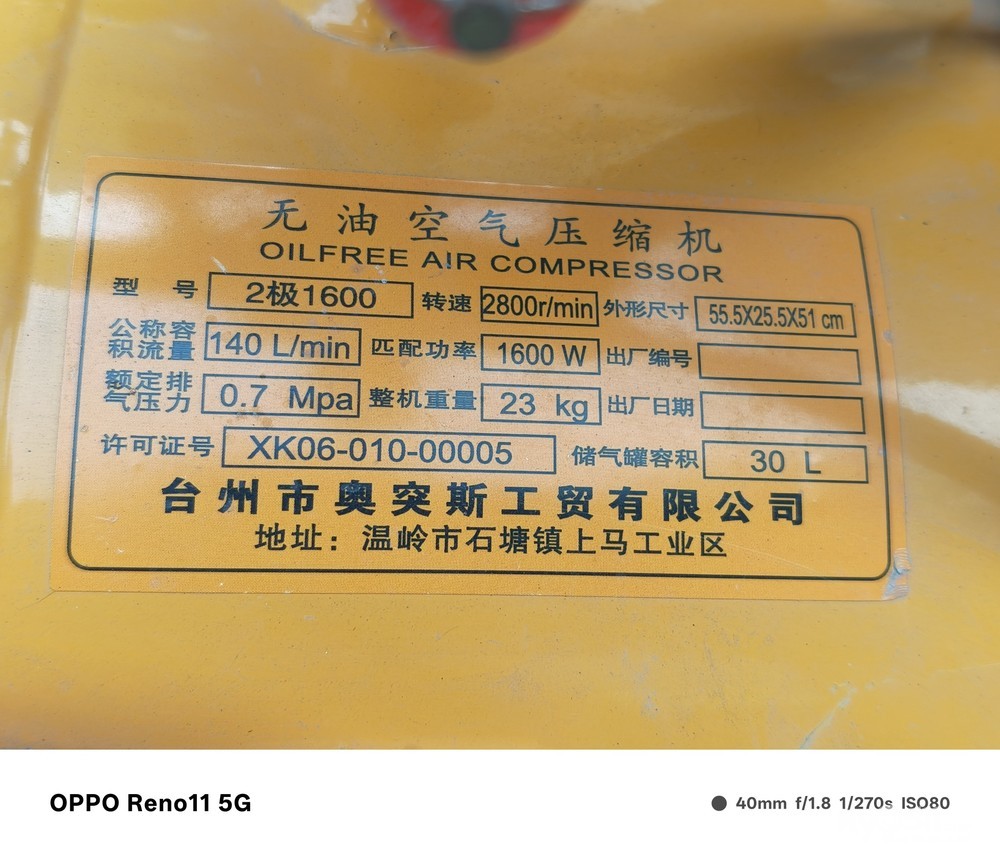 无油空气压缩机
OILFREE AIR COMPRESSOR
型 号 2极1600 转速 2800r/min 外形尺寸 55.5X25.5X51 cm
公称容积流量 140 L/min 匹配功率 1600 W 出厂编号
额定排气压力 0.7 Mpa 整机重量 23 kg 出厂日期
许可证号 XK06-010-00005 储气罐容积 30 L
台州市奥突斯工贸有限公司
地址：温岭市石塘镇上马工业区
OPPO Reno11 5G
40mm f/1.8 1/270s ISO80